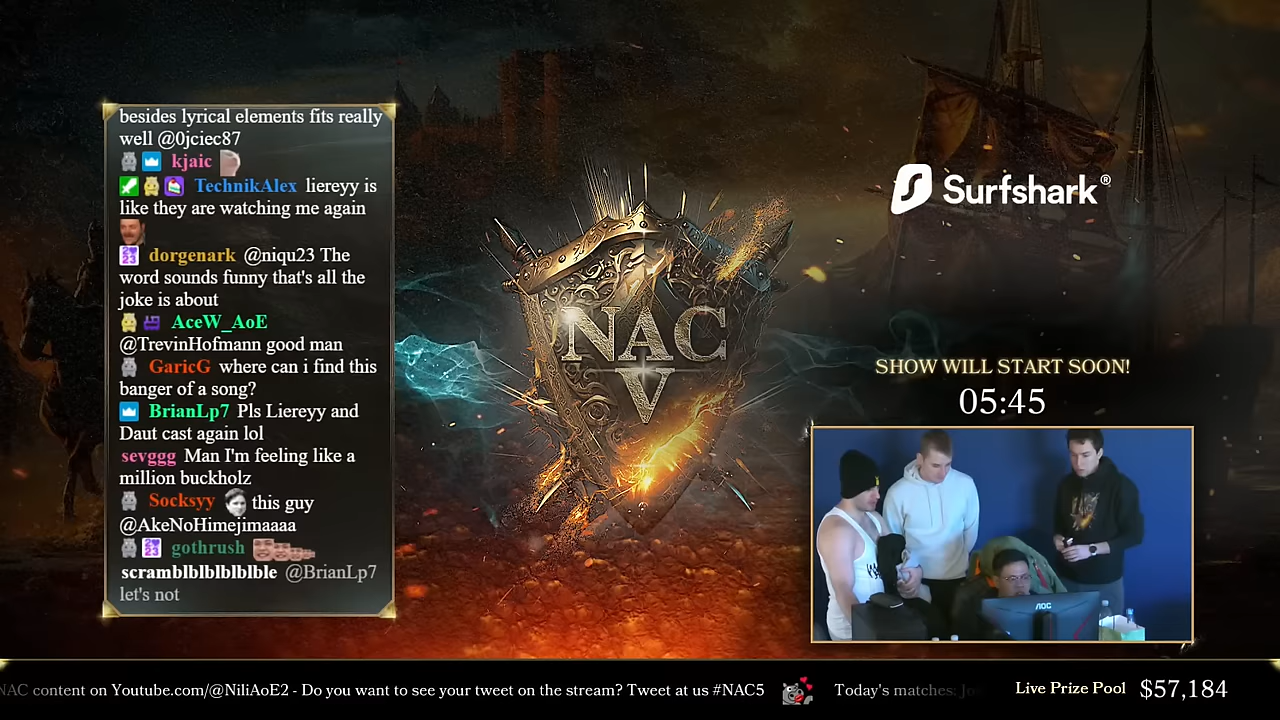 besides lyrical elements fits really
well @0jciec87
kjaic
TechnikAlex liereyy is
like they are watching me again
dorgenark @niqu23 The
word sounds funny that's all the
joke is about
AceW_AoE
@TrevinHofmann good man
GaricG where can i find this
banger of a song?
BrianLp7 Pls Liereyy and
Daut cast again lol
sevggg Man I'm feeling like a
million buckholz
Socksyy this guy
@AkeNoHimejimaaaa
gothrush
scramblblblblblble @BrianLp7
let's not
NAC
V
Surfshark®
SHOW WILL START SOON!
05:45
AOC
NAC content on Youtube.com/@NiliAoE2 - Do you want to see your tweet on the stream? Tweet at us #NAC5
Today's matches:
Live Prize Pool $57,184